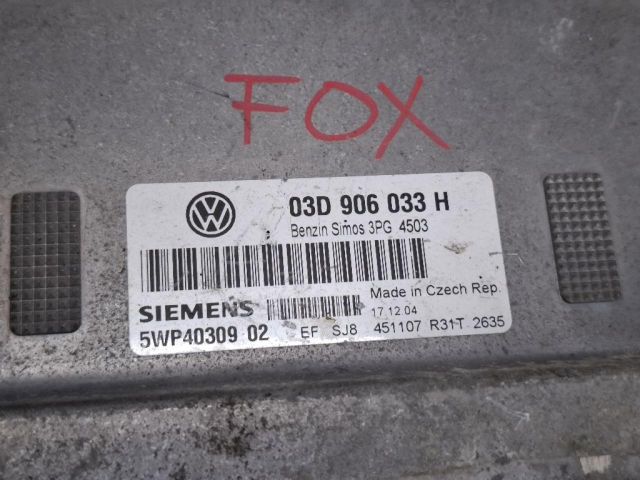 FOX
VW 03D 906 033 H
Benzin Simos 3PG 4503
SIEMENS Made in Czech Rep.
17.12.04
5WP40309 02 EF SJ8 451107 R31T 2635